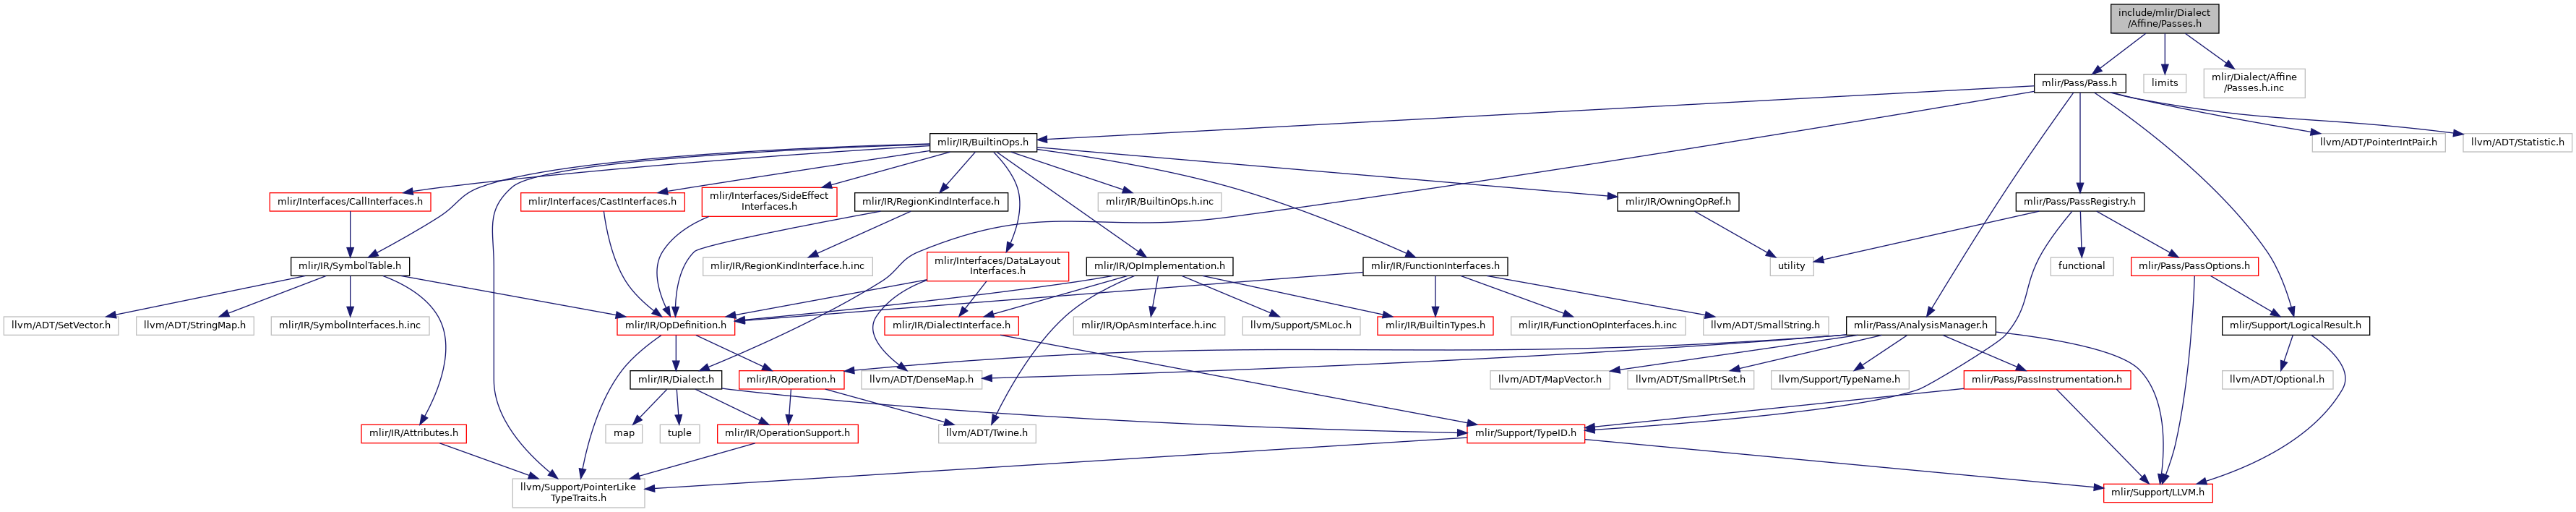 include/mlir/Dialect
/Affine/Passes.h
mlir/Pass/Pass.h
limits
mlir/Dialect/Affine
/Passes.h.inc
mlir/IR/BuiltinOps.h
llvm/ADT/PointerIntPair.h
llvm/ADT/Statistic.h
mlir/Interfaces/CallInterfaces.h
mlir/Interfaces/CastInterfaces.h
mlir/Interfaces/SideEffect
Interfaces.h
mlir/IR/RegionKindInterface.h
mlir/IR/BuiltinOps.h.inc
mlir/IR/OwningOpRef.h
mlir/Pass/PassRegistry.h
mlir/IR/SymbolTable.h
mlir/IR/RegionKindInterface.h.inc
mlir/Interfaces/DataLayout
Interfaces.h
mlir/IR/OpImplementation.h
mlir/IR/FunctionInterfaces.h
utility
functional
mlir/Pass/PassOptions.h
llvm/ADT/SetVector.h
llvm/ADT/StringMap.h
mlir/IR/SymbolInterfaces.h.inc
mlir/IR/OpDefinition.h
mlir/IR/DialectInterface.h
mlir/IR/OpAsmInterface.h.inc
llvm/Support/SMLoc.h
mlir/IR/BuiltinTypes.h
mlir/IR/FunctionOpInterfaces.h.inc
llvm/ADT/SmallString.h
mlir/Pass/AnalysisManager.h
mlir/Support/LogicalResult.h
mlir/IR/Dialect.h
mlir/IR/Operation.h
llvm/ADT/DenseMap.h
llvm/ADT/MapVector.h
llvm/ADT/SmallPtrSet.h
llvm/Support/TypeName.h
mlir/Pass/PassInstrumentation.h
llvm/ADT/Optional.h
mlir/IR/Attributes.h
map
tuple
mlir/IR/OperationSupport.h
llvm/ADT/Twine.h
mlir/Support/TypeID.h
llvm/Support/PointerLike
TypeTraits.h
mlir/Support/LLVM.h